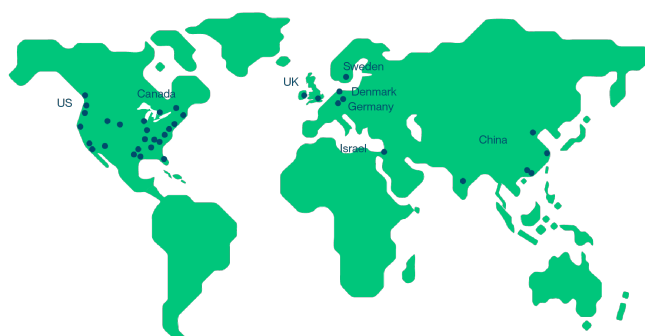 Sweden
UK
Denmark
Canada
US
Germany
China
Israel